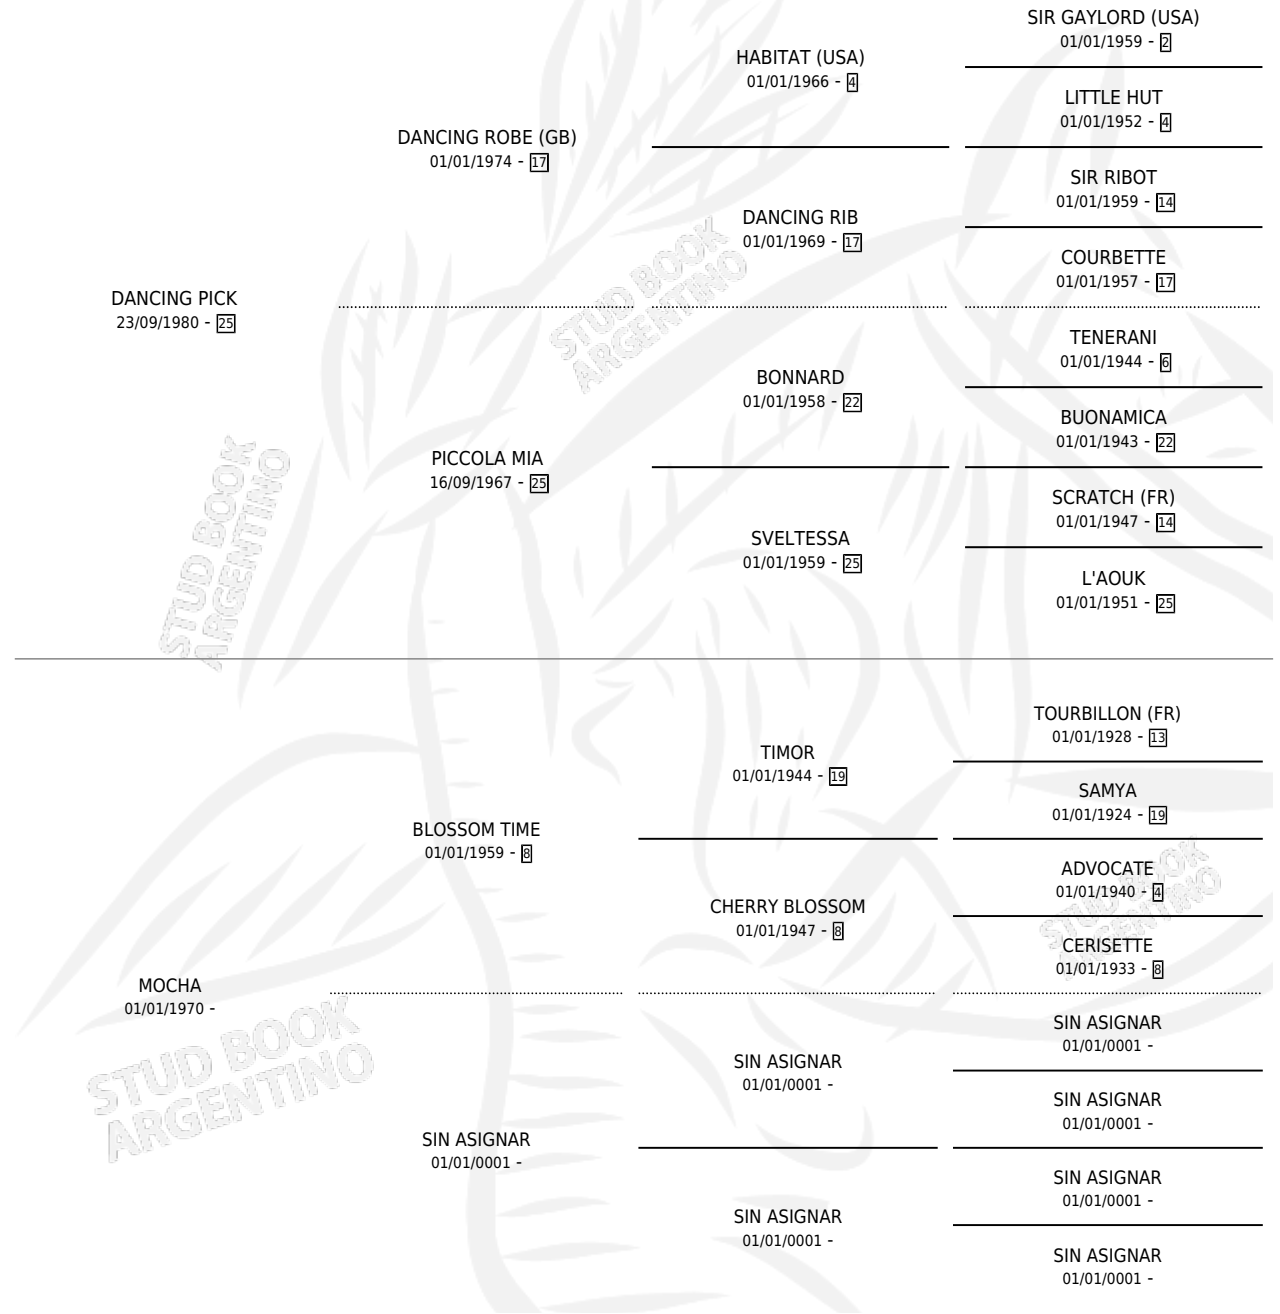 SIR GAYLORD (USA)
01/01/1959 - 2
HABITAT (USA)
01/01/1966 - 4
LITTLE HUT
01/01/1952 - 4
DANCING ROBE (GB)
01/01/1974 - 17
SIR RIBOT
01/01/1959 - 14
DANCING RIB
01/01/1969 - 17
COURBETTE
01/01/1957 - 17
DANCING PICK
23/09/1980 - 25
TENERANI
01/01/1944 - 6
BONNARD
01/01/1958 - 22
BUONAMICA
01/01/1943 - 22
PICCOLA MIA
16/09/1967 - 25
SCRATCH (FR)
01/01/1947 - 14
SVELTESSA
01/01/1959 - 25
L'AOUK
01/01/1951 - 25
STUD BOOK
ARGENTINO
STUD BOOK
ARGENTINO
TOURBILLON (FR)
01/01/1928 - 13
TIMOR
01/01/1944 - 19
SAMYA
01/01/1924 - 19
BLOSSOM TIME
01/01/1959 - 8
ADVOCATE
01/01/1940 - 4
CHERRY BLOSSOM
01/01/1947 - 8
CERISETTE
01/01/1933 - 8
STUD BOOK
ARGENTINO
MOCHA
01/01/1970 -
SIN ASIGNAR
01/01/0001 -
SIN ASIGNAR
01/01/0001 -
SIN ASIGNAR
01/01/0001 -
SIN ASIGNAR
01/01/0001 -
SIN ASIGNAR
01/01/0001 -
SIN ASIGNAR
01/01/0001 -
SIN ASIGNAR
01/01/0001 -
STUD BOOK
ARGENTINO